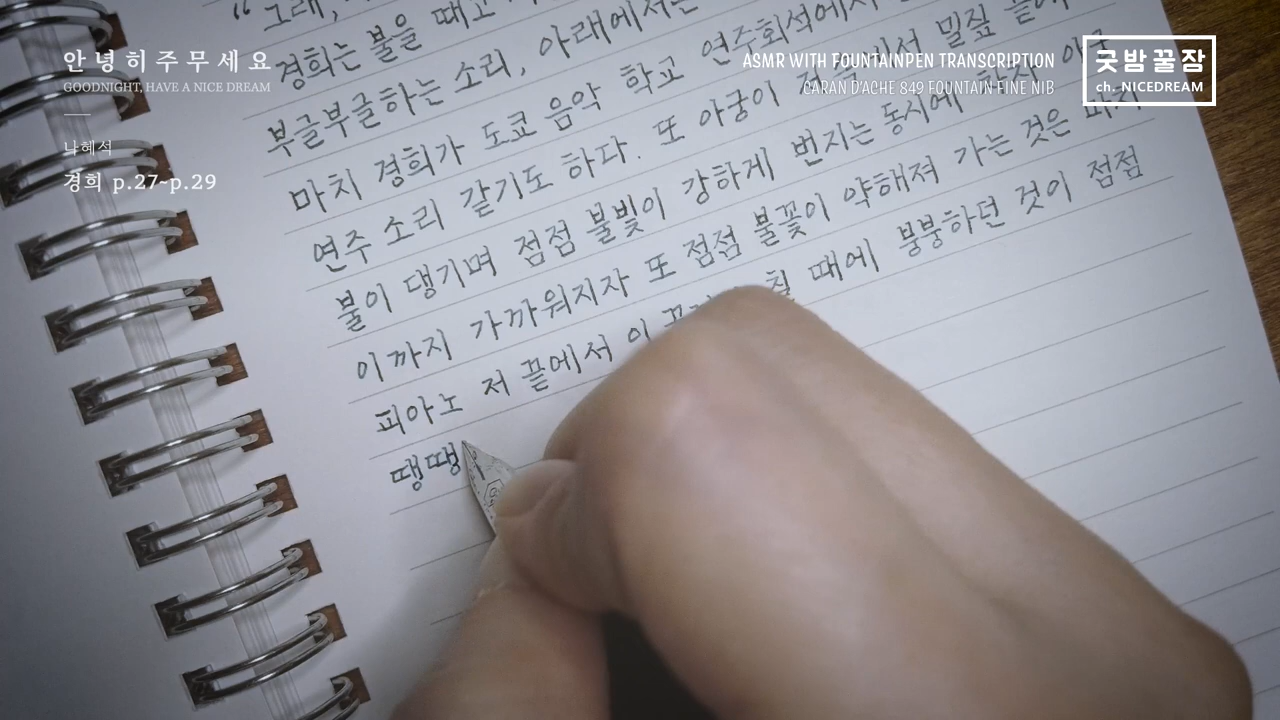 안녕히주무세요
GOODNIGHT, HAVE A NICE DREAM
나혜석
경희 p.27~p.29
ASMR WITH FOUNTAINPEN TRANSCRIPTION
CARAN D'ACHE 849 FOUNTAIN FINE NIB
굿밤꿀잠
ch. NICEDREAM
“그래,
경희는 불을 때고
부글부글하는 소리, 아래에서는 밀짚
마치 경희가 도쿄 음악 학교 연주회석에서
연주 소리 같기도 하다. 또 아궁이
불이 댕기며 점점 불빛이 강하게 번지는 동시에
이까지 가까워지자 또 점점 불꽃이 약해져 가는 것은
피아노 저 끝에서 이 칠 때에 붕붕하던 것이 점점
땡땡